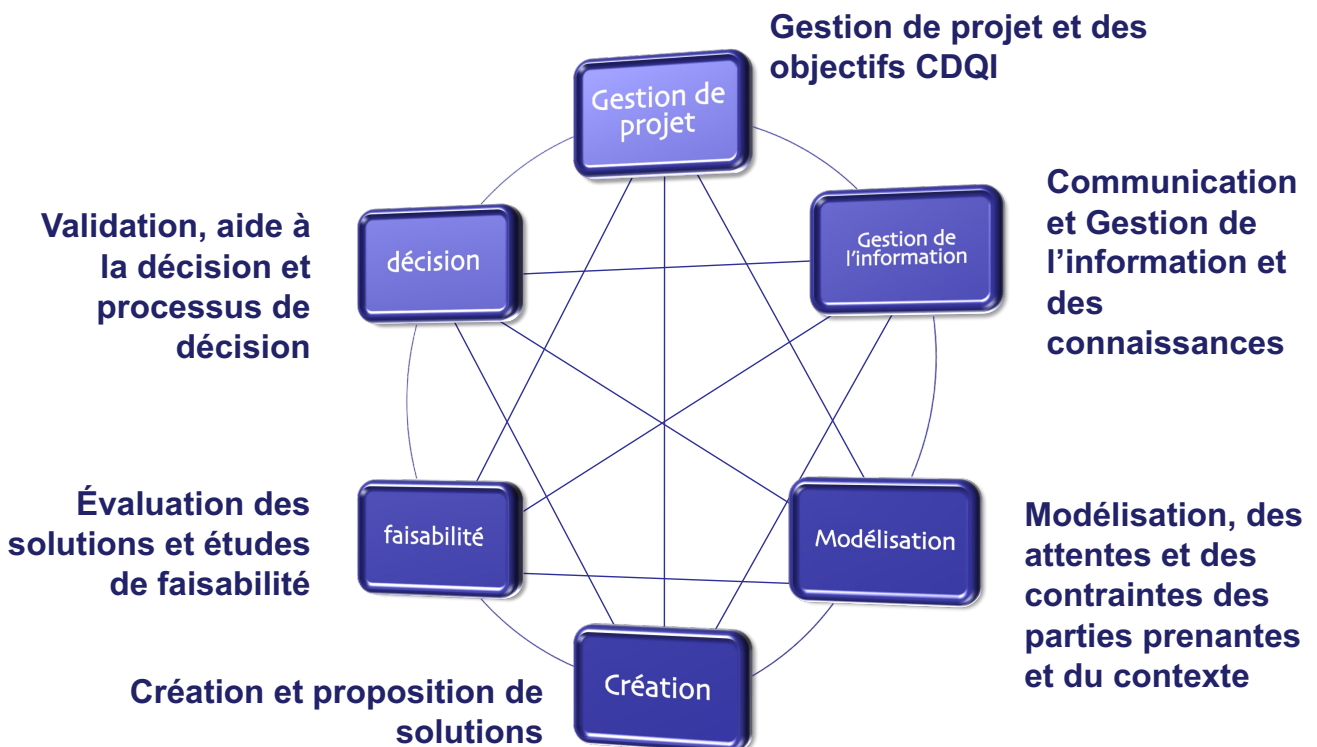 Gestion de projet et des
objectifs CDQI
Gestion de
projet
Communication
et Gestion de
l'information et
des
connaissances
Gestion de
l'information
Validation, aide à
la décision et
processus de
décision
décision
Évaluation des
solutions et études
de faisabilité
faisabilité
Modélisation
Modélisation, des
attentes et des
contraintes des
parties prenantes
et du contexte
Création et proposition de
solutions
Création